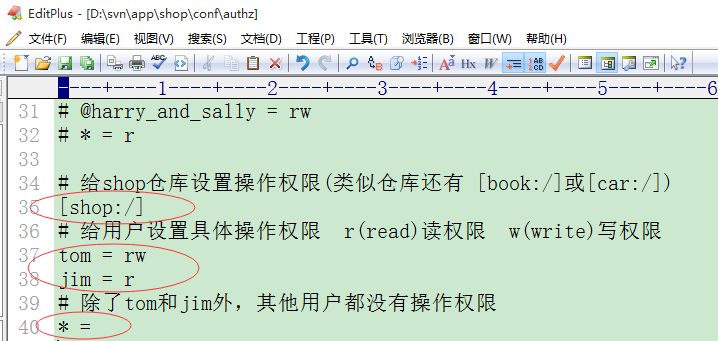 EditPlus - [D:\svn\app\shop\conf\authz]
文件(F) 编辑(E) 视图(V) 搜索(S) 文档(D) 工程(P) 工具(T) 浏览器(B) 窗口(W) 帮助(H)
----+----1----+----2----+----3----+----4----+----5----+----6
31 # @harry_and_sally = rw
32 # * = r
33
34 # 给shop仓库设置操作权限(类似仓库还有 [book:/]或[car:/])
35 [shop:/]
36 # 给用户设置具体操作权限 r(read)读权限 w(write)写权限
37 tom = rw
38 jim = r
39 # 除了tom和jim外，其他用户都没有操作权限
40 * =